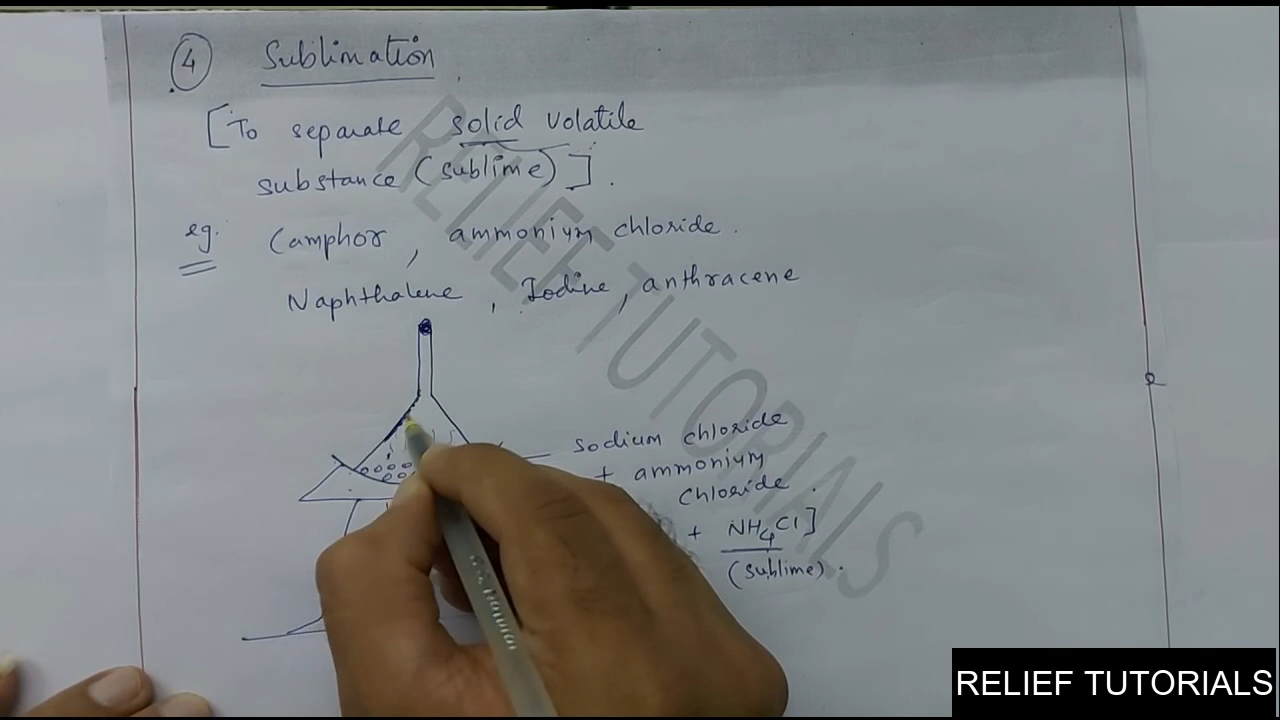 4 Sublimation
[To separate solid volatile
substance (sublime)].
eg. Camphor, ammonium chloride.
Naphthalene, Iodine, anthracene
sodium chloride
+ ammonium
chloride.
+ NH4Cl]
(sublime).
RELIEF TUTORIALS
RELIEF TUTORIALS